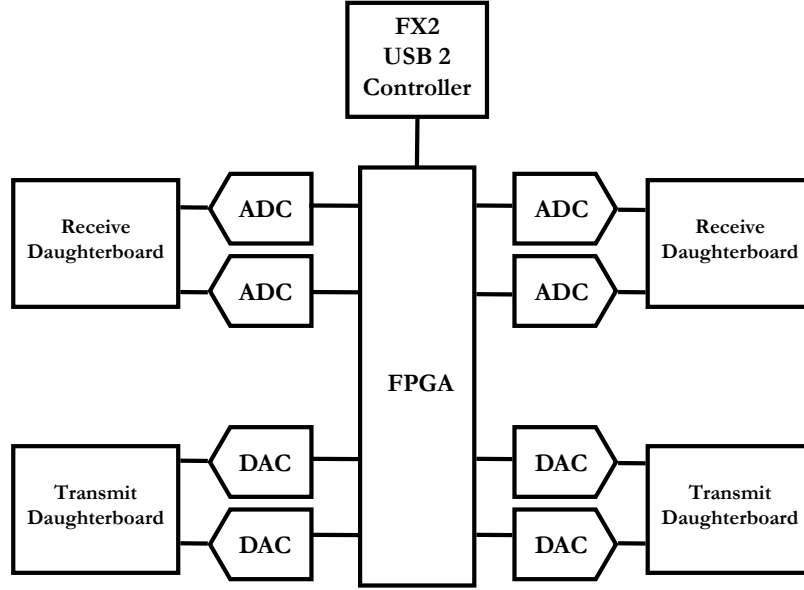 FX2
USB 2
Controller
ADC
ADC
Receive
Daughterboard
Receive
Daughterboard
ADC
ADC
FPGA
DAC
DAC
Transmit
Daughterboard
Transmit
Daughterboard
DAC
DAC